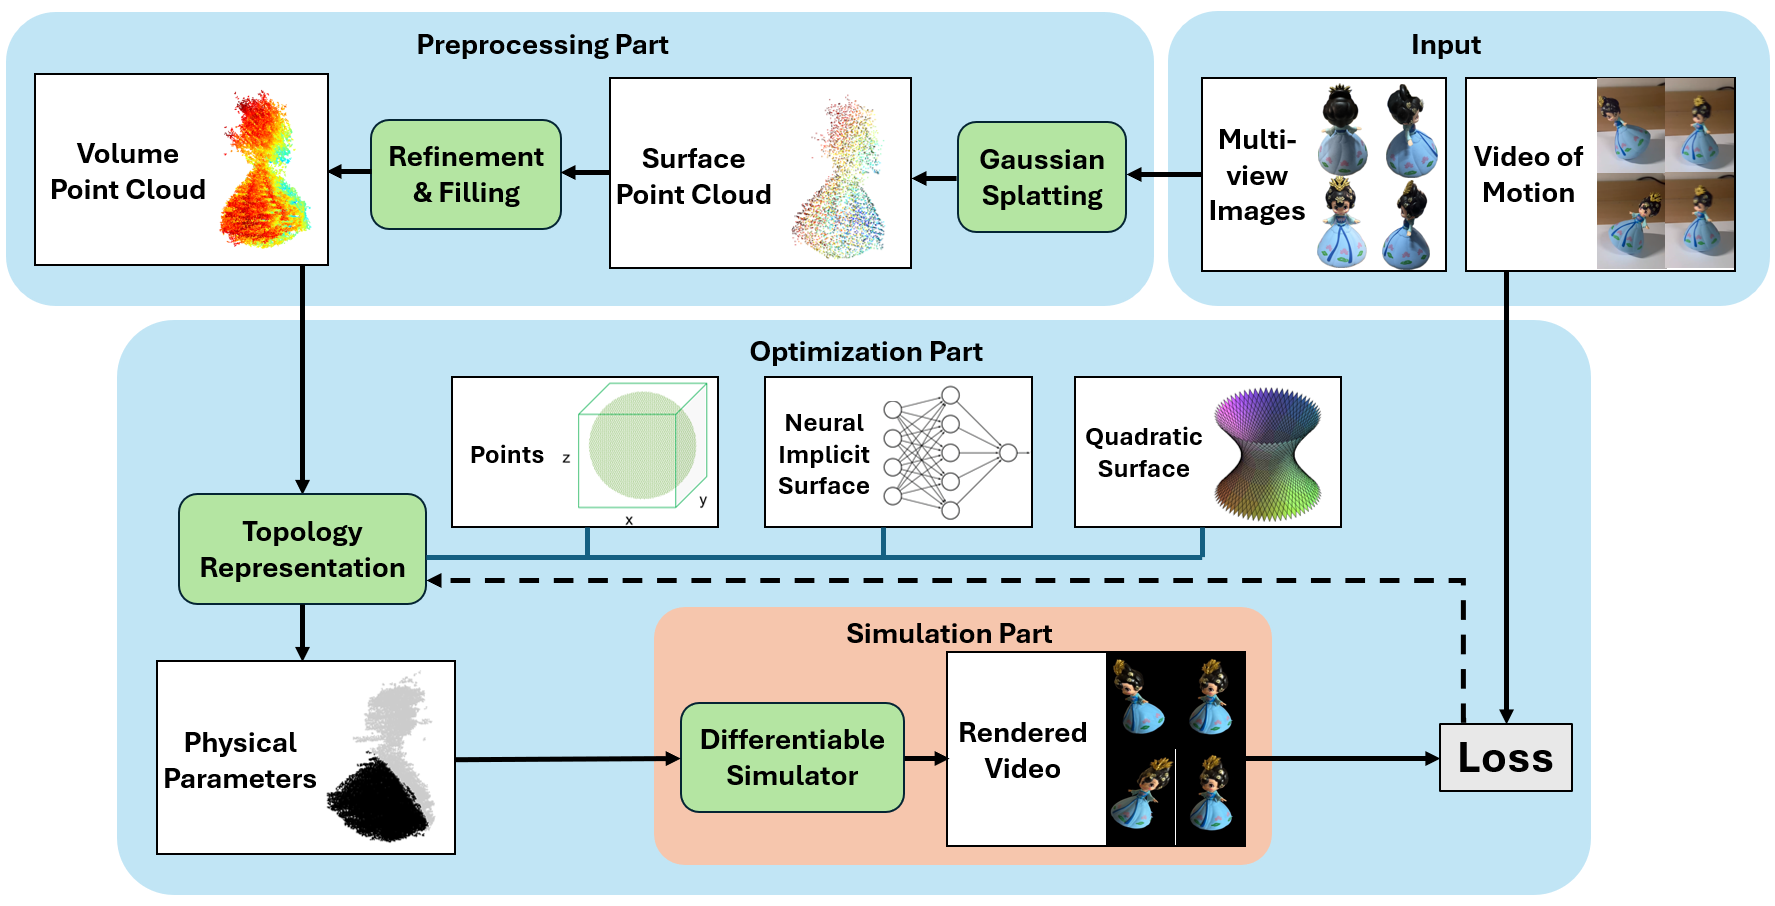 Preprocessing Part
Input
Volume
Point Cloud
Refinement
& Filling
Surface
Point Cloud
Gaussian
Splatting
Multi-
view
Images
Video of
Motion
Optimization Part
Points
z
y
x
Neural
Implicit
Surface
Quadratic
Surface
Topology
Representation
Simulation Part
Physical
Parameters
Differentiable
Simulator
Rendered
Video
Loss